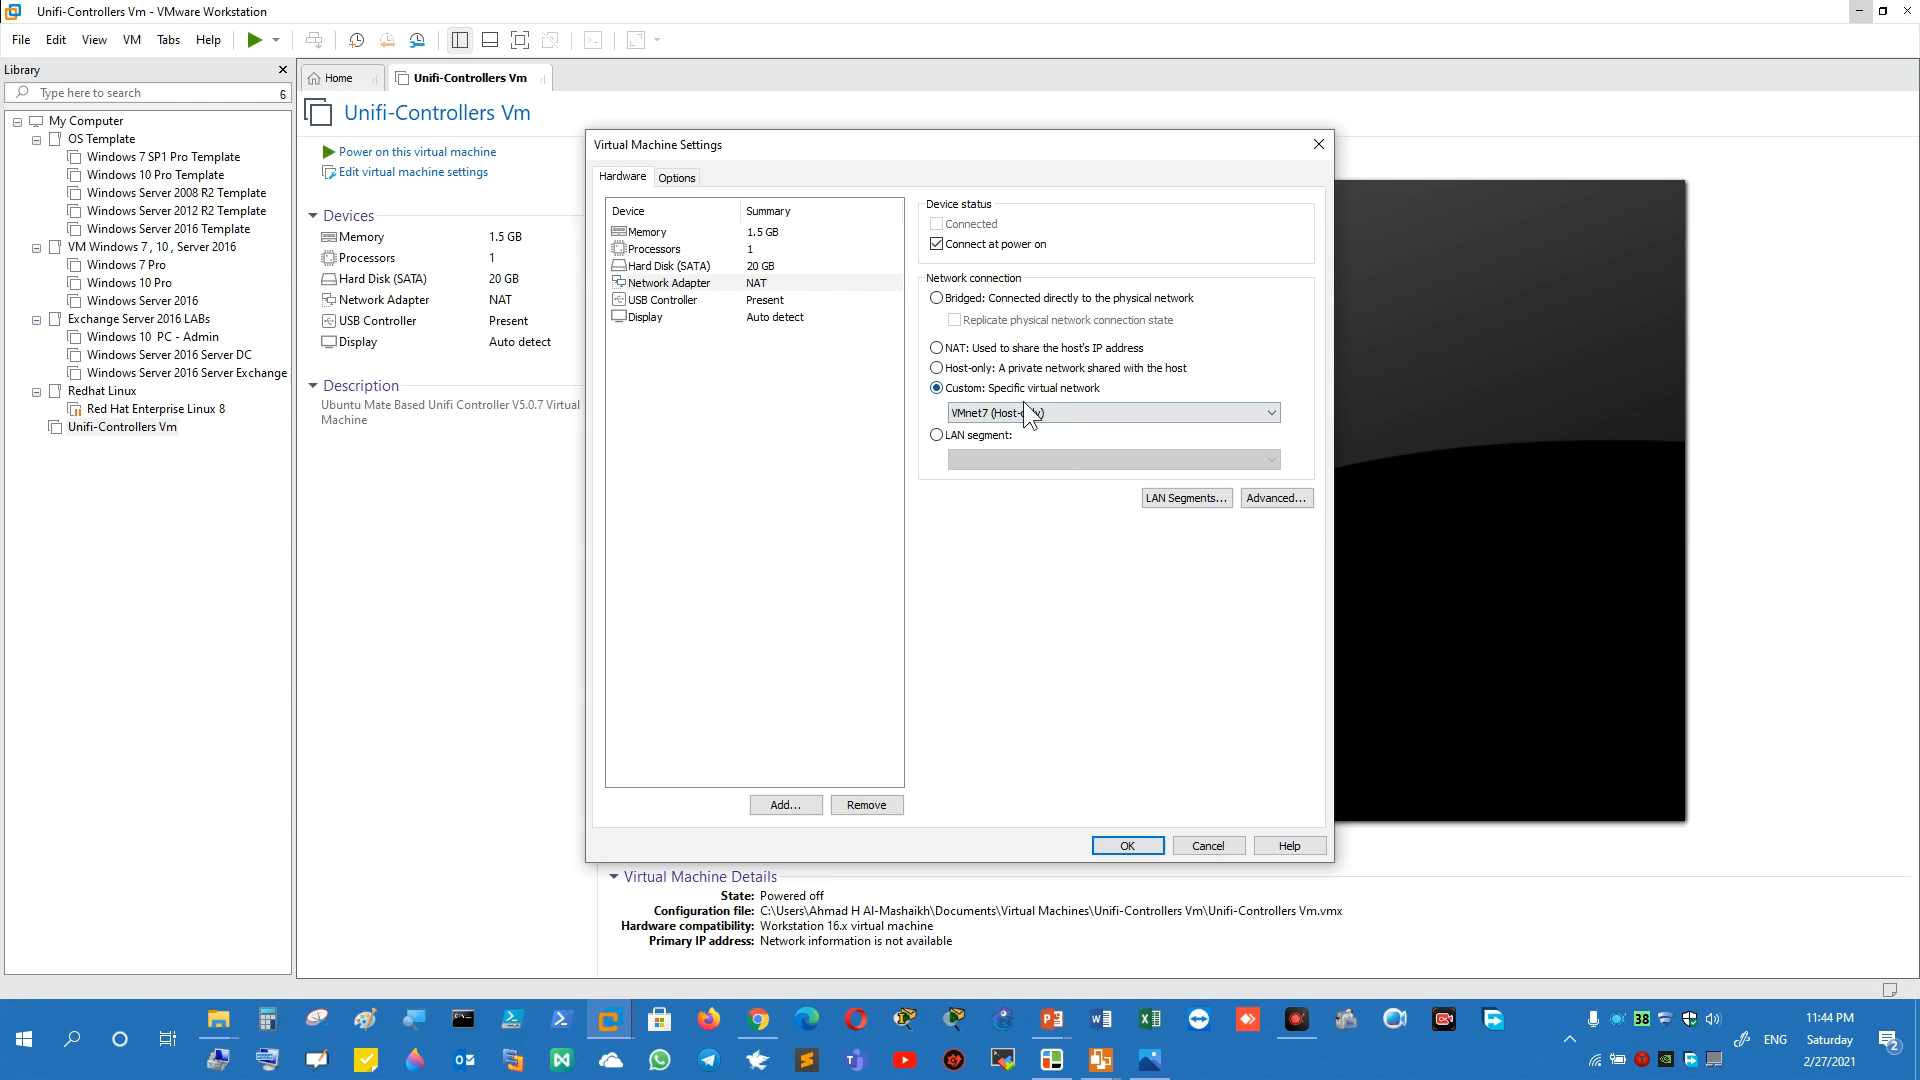 Unifi-Controllers Vm - VMware Workstation
File Edit View VM Tabs Help
Library
Type here to search 6
My Computer
OS Template
Windows 7 SP1 Pro Template
Windows 10 Pro Template
Windows Server 2008 R2 Template
Windows Server 2012 R2 Template
Windows Server 2016 Template
VM Windows 7 , 10 , Server 2016
Windows 7 Pro
Windows 10 Pro
Windows Server 2016
Exchange Server 2016 LABs
Windows 10 PC - Admin
Windows Server 2016 Server DC
Windows Server 2016 Server Exchange
Redhat Linux
Red Hat Enterprise Linux 8
Unifi-Controllers Vm
Home Unifi-Controllers Vm
Unifi-Controllers Vm
Power on this virtual machine
Edit virtual machine settings
Devices
Memory 1.5 GB
Processors 1
Hard Disk (SATA) 20 GB
Network Adapter NAT
USB Controller Present
Display Auto detect
Description
Ubuntu Mate Based Unifi Controller V5.0.7 Virtual
Machine
Virtual Machine Settings
Hardware Options
Device Summary
Memory 1.5 GB
Processors 1
Hard Disk (SATA) 20 GB
Network Adapter NAT
USB Controller Present
Display Auto detect
Add... Remove
Device status
Connected
Connect at power on
Network connection
Bridged: Connected directly to the physical network
Replicate physical network connection state
NAT: Used to share the host's IP address
Host-only: A private network shared with the host
Custom: Specific virtual network
VMnet7 (Host-only)
LAN segment:
LAN Segments... Advanced...
OK Cancel Help
Virtual Machine Details
State: Powered off
Configuration file: C:\Users\Ahmad H Al-Mashaikh\Documents\Virtual Machines\Unifi-Controllers Vm\Unifi-Controllers Vm.vmx
Hardware compatibility: Workstation 16.x virtual machine
Primary IP address: Network information is not available
38
ENG
11:44 PM
Saturday
2/27/2021
2